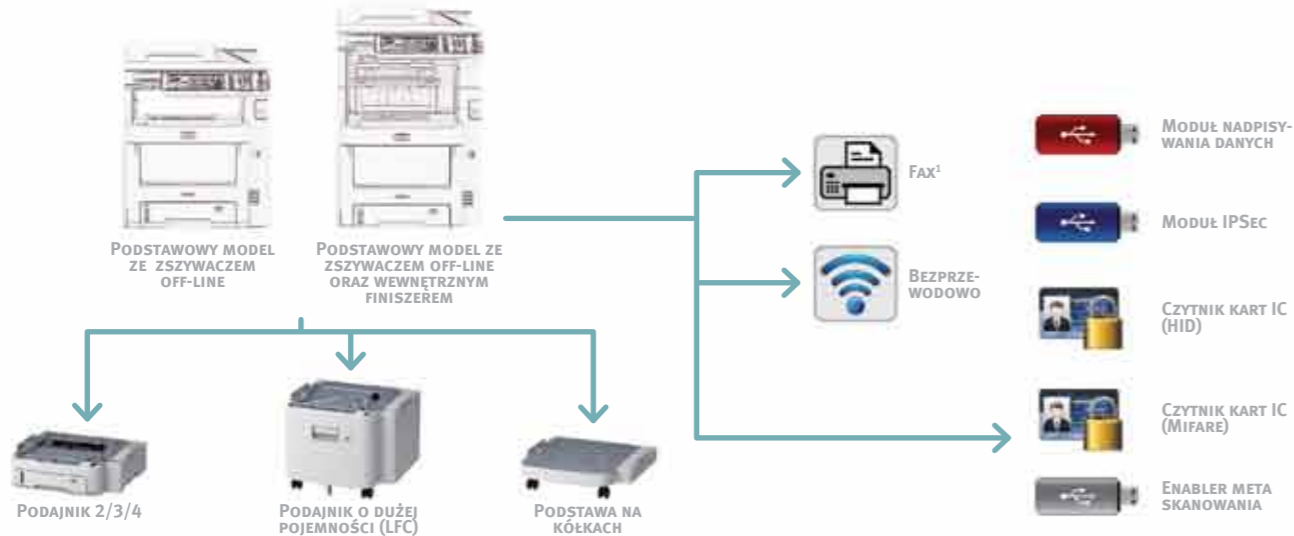 PODSTAWOWY MODEL
ZE ZSZYWACZEM
OFF-LINE
PODSTAWOWY MODEL ZE
ZSZYWACZEM OFF-LINE
ORAZ WEWNĘTRZNYM
FINISZEREM
FAX¹
BEZPRZE-
WODOWO
MODUŁ NADPISY-
WANIA DANYCH
MODUŁ IPSEC
CZYTNIK KART IC
(HID)
CZYTNIK KART IC
(MIFARE)
ENABLER META
SKANOWANIA
PODAJNIK 2/3/4
PODAJNIK O DUŻEJ
POJEMNOŚCI (LFC)
PODSTAWA NA
KÓŁKACH